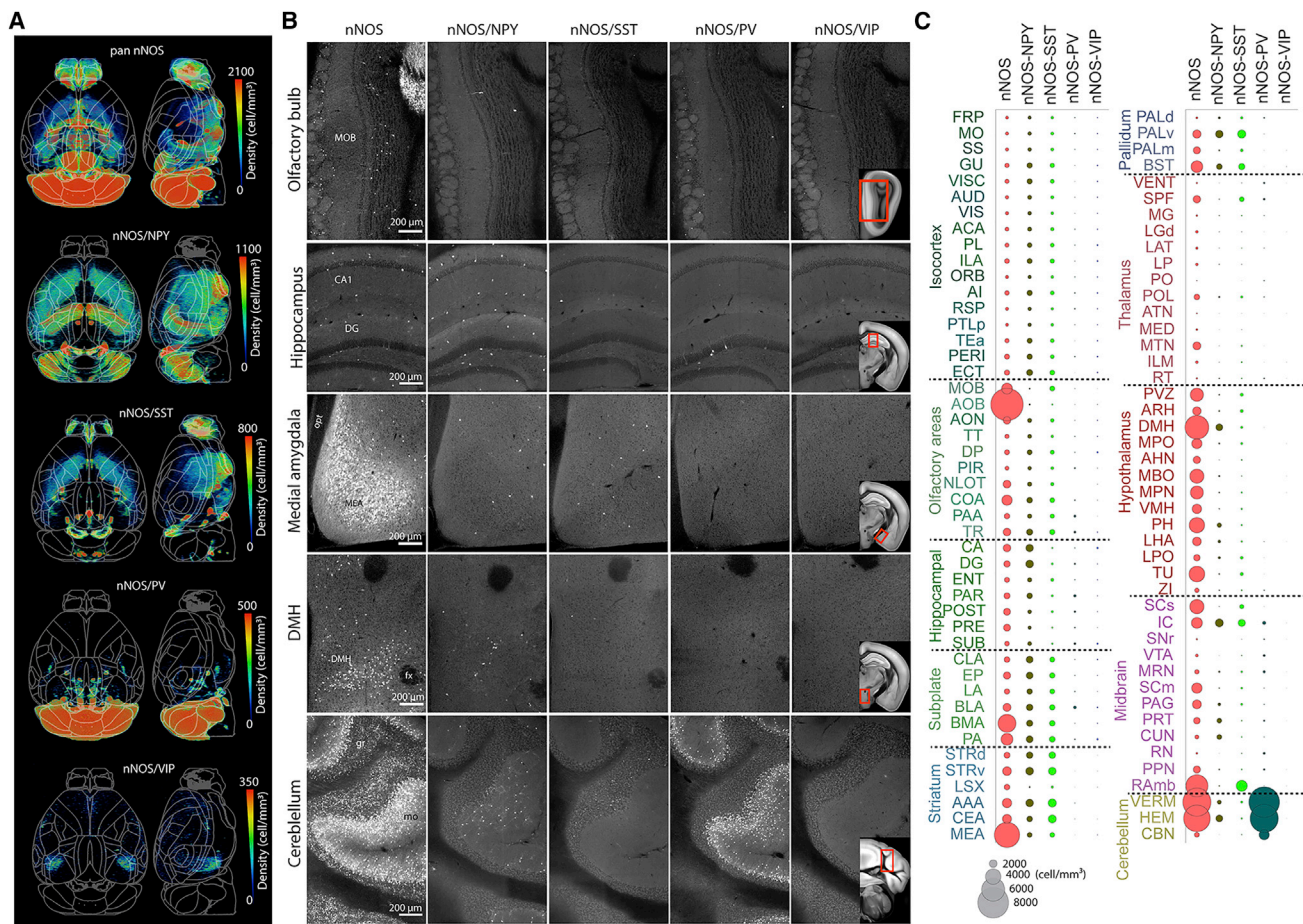 A
pan nNOS
2100
Density (cell/mm³)
0
nNOS/NPY
1100
Density (cell/mm³)
0
nNOS/SST
800
Density (cell/mm³)
0
nNOS/PV
500
Density (cell/mm³)
0
nNOS/VIP
350
Density (cell/mm³)
0
B
nNOS nNOS/NPY nNOS/SST nNOS/PV nNOS/VIP
Olfactory bulb
MOB
200 µm
Hippocampus
CA1
DG
200 µm
Medial amygdala
opt
MEA
200 µm
DMH
DMH
fx
200 µm
Cereblellum
gr
mo
200 µm
C
nNOS
nNOS-NPY
nNOS-SST
nNOS-PV
nNOS-VIP
Isocortex
FRP
MO
SS
GU
VISC
AUD
VIS
ACA
PL
ILA
ORB
AI
RSP
PTLp
TEa
PERI
ECT
Olfactory areas
MOB
AOB
AON
TT
DP
PIR
NLOT
COA
PAA
TR
Hippocampal
CA
DG
ENT
PAR
POST
PRE
SUB
Subplate
CLA
EP
LA
BLA
BMA
PA
Striatum
STRd
STRv
LSX
AAA
CEA
MEA
nNOS
nNOS-NPY
nNOS-SST
nNOS-PV
nNOS-VIP
Pallidum
PALd
PALv
PALm
BST
Thalamus
VENT
SPF
MG
LGd
LAT
LP
PO
POL
ATN
MED
MTN
ILM
RT
Hypothalamus
PVZ
ARH
DMH
MPO
AHN
MBO
MPN
VMH
PH
LHA
LPO
TU
ZI
Midbrain
SCs
IC
SNr
VTA
MRN
SCm
PAG
PRT
CUN
RN
PPN
RAmb
Cerebellum
VERM
HEM
CBN
2000
4000 (cell/mm³)
6000
8000